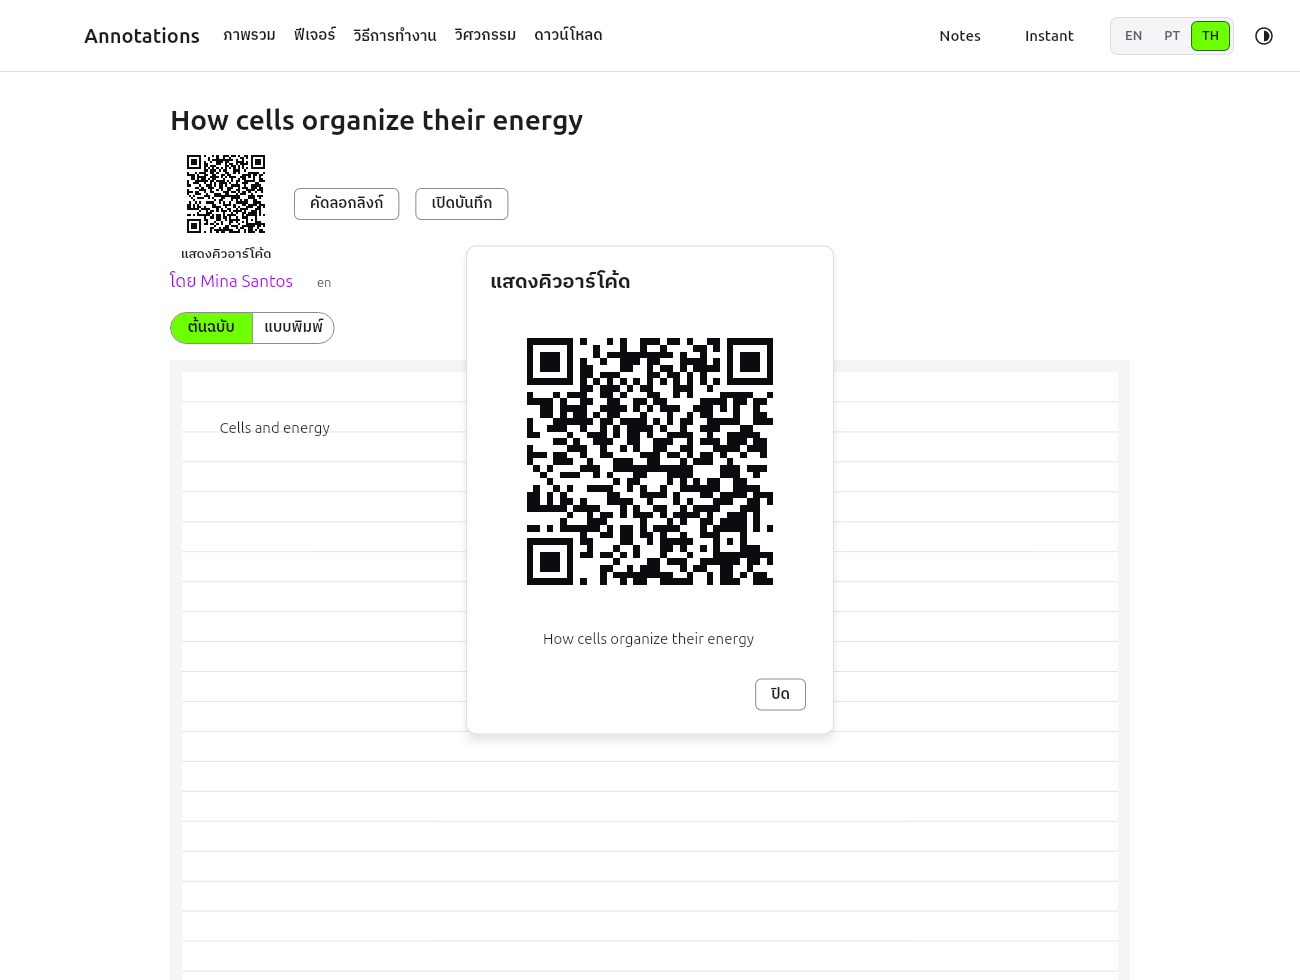 Annotations ภาพรวม ฟีเจอร์ วิธีการทำงาน วิศวกรรม ดาวน์โหลด Notes Instant EN PT TH
How cells organize their energy
คัดลอกลิงก์ เปิดบันทึก
แสดงคิวอาร์โค้ด
โดย Mina Santos en
ต้นฉบับ แบบพิมพ์
Cells and energy
แสดงคิวอาร์โค้ด
How cells organize their energy
ปิด